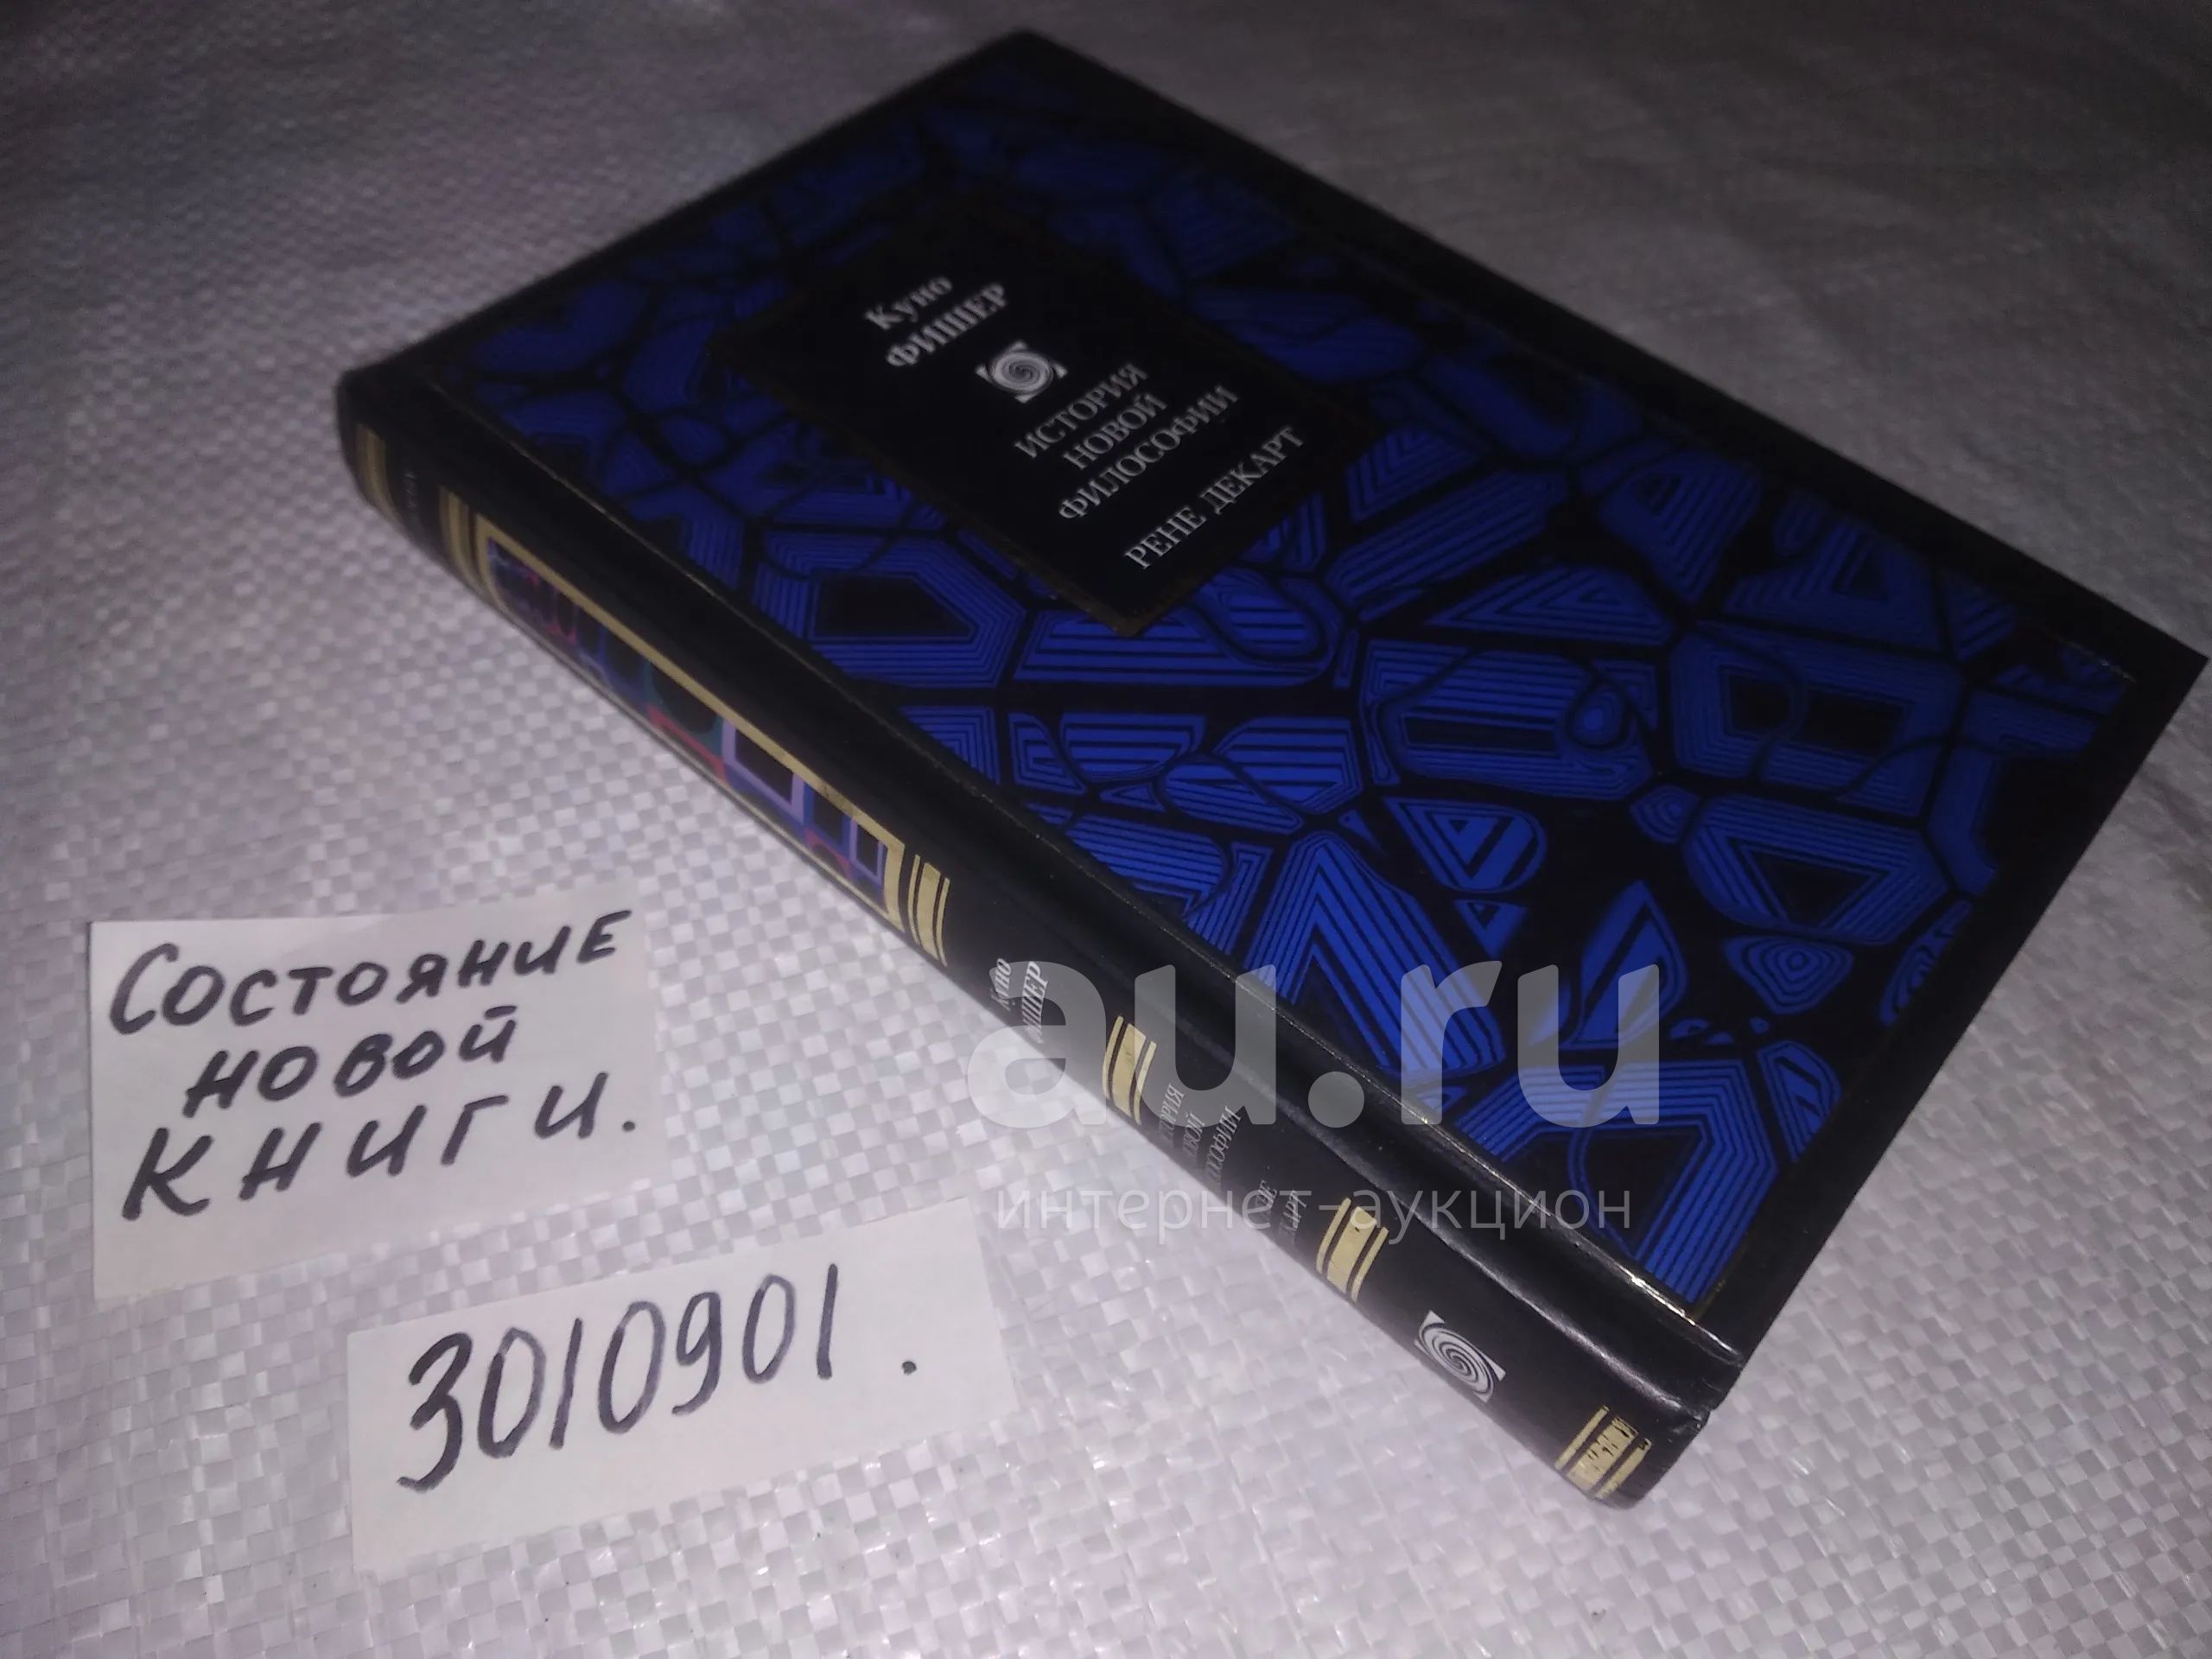 Куно
ФИШЕР
ИСТОРИЯ
НОВОЙ
ФИЛОСОФИИ
РЕНЕ ДЕКАРТ
КУНО
ФИШЕР
au.ru
интернет-аукцион
Состояние
новой
книги.
3010901.